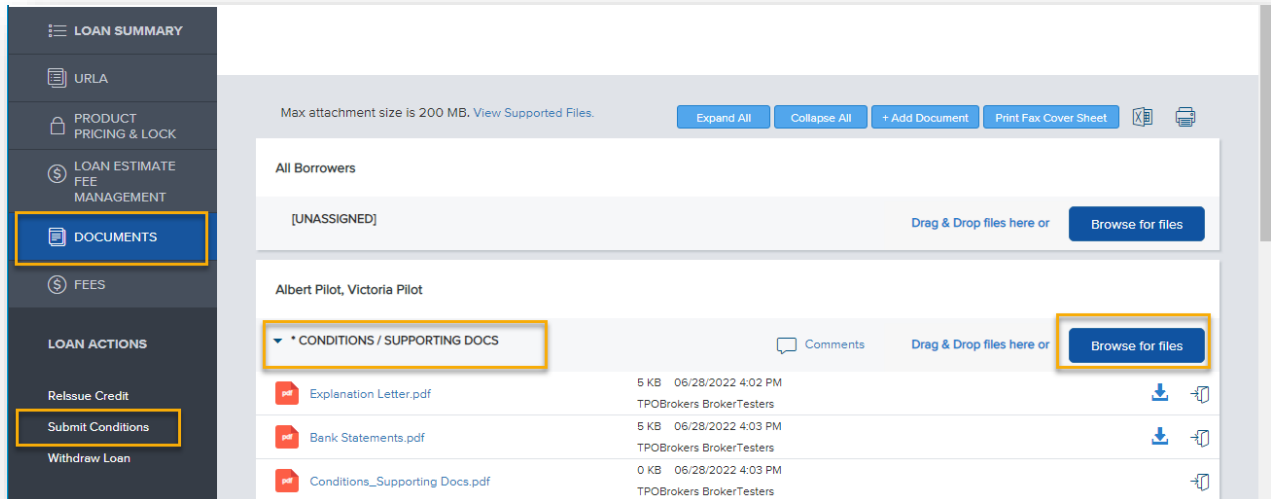 LOAN SUMMARY
URLA
PRODUCT
PRICING & LOCK
LOAN ESTIMATE
FEE
MANAGEMENT
DOCUMENTS
FEES
LOAN ACTIONS
ReIssue Credit
Submit Conditions
Withdraw Loan
Max attachment size is 200 MB. View Supported Files.
Expand All
Collapse All
+ Add Document
Print Fax Cover Sheet
All Borrowers
[UNASSIGNED]
Drag & Drop files here or
Browse for files
Albert Pilot, Victoria Pilot
* CONDITIONS / SUPPORTING DOCS
Comments
Drag & Drop files here or
Browse for files
pdf
Explanation Letter.pdf
5 KB 06/28/2022 4:02 PM
TPOBrokers BrokerTesters
pdf
Bank Statements.pdf
5 KB 06/28/2022 4:03 PM
TPOBrokers BrokerTesters
pdf
Conditions_Supporting Docs.pdf
0 KB 06/28/2022 4:03 PM
TPOBrokers BrokerTesters